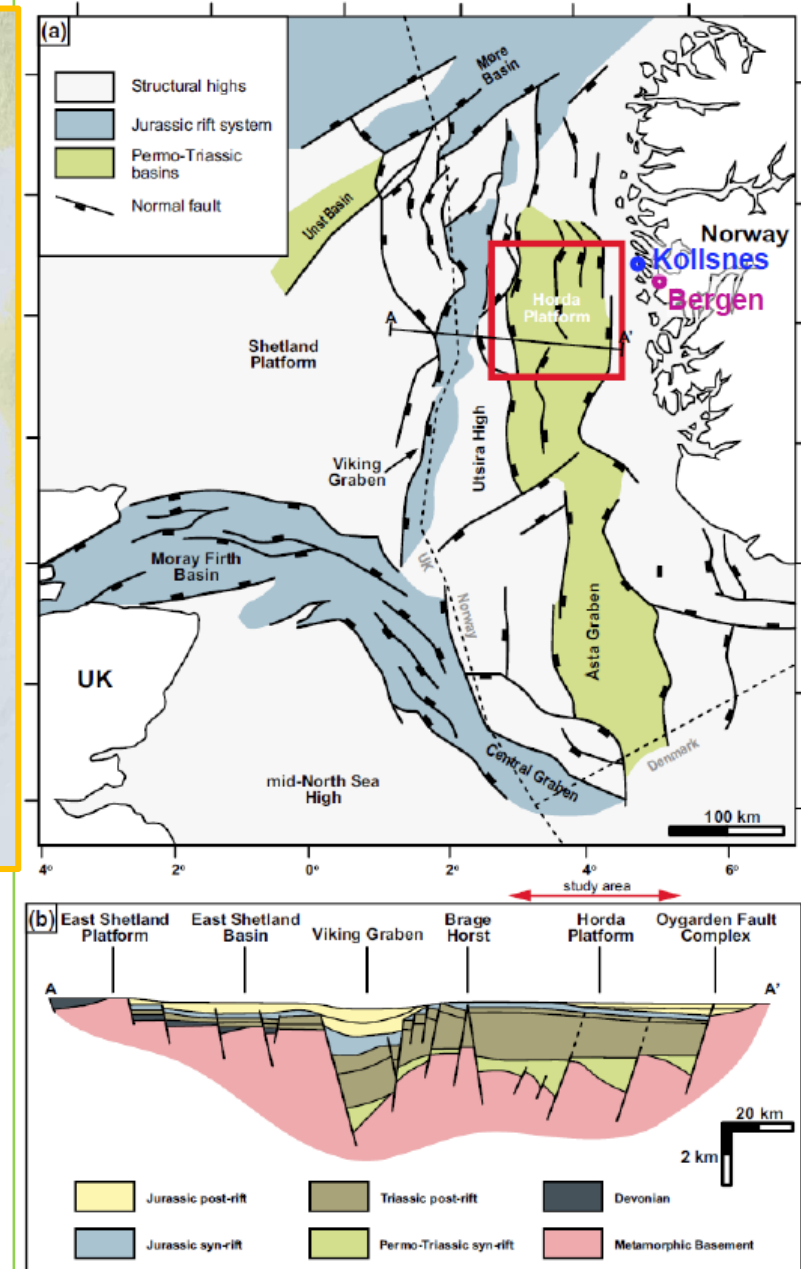 (a)
Structural highs
Jurassic rift system
Permo-Triassic
basins
Normal fault
More
Basin
Unst Basin
Norway
Kollsnes
Bergen
Horda
Platform
A
A'
Shetland
Platform
Viking
Graben
Utsira High
Moray Firth
Basin
UK
Norway
Asta Graben
UK
Central Graben
Denmark
mid-North Sea
High
100 km
4° 2° 0° 2° 4° 6°
study area
(b)
East Shetland
Platform
East Shetland
Basin
Viking Graben
Brage
Horst
Horda
Platform
Oygarden Fault
Complex
A
A'
20 km
2 km
Jurassic post-rift
Triassic post-rift
Devonian
Jurassic syn-rift
Permo-Triassic syn-rift
Metamorphic Basement